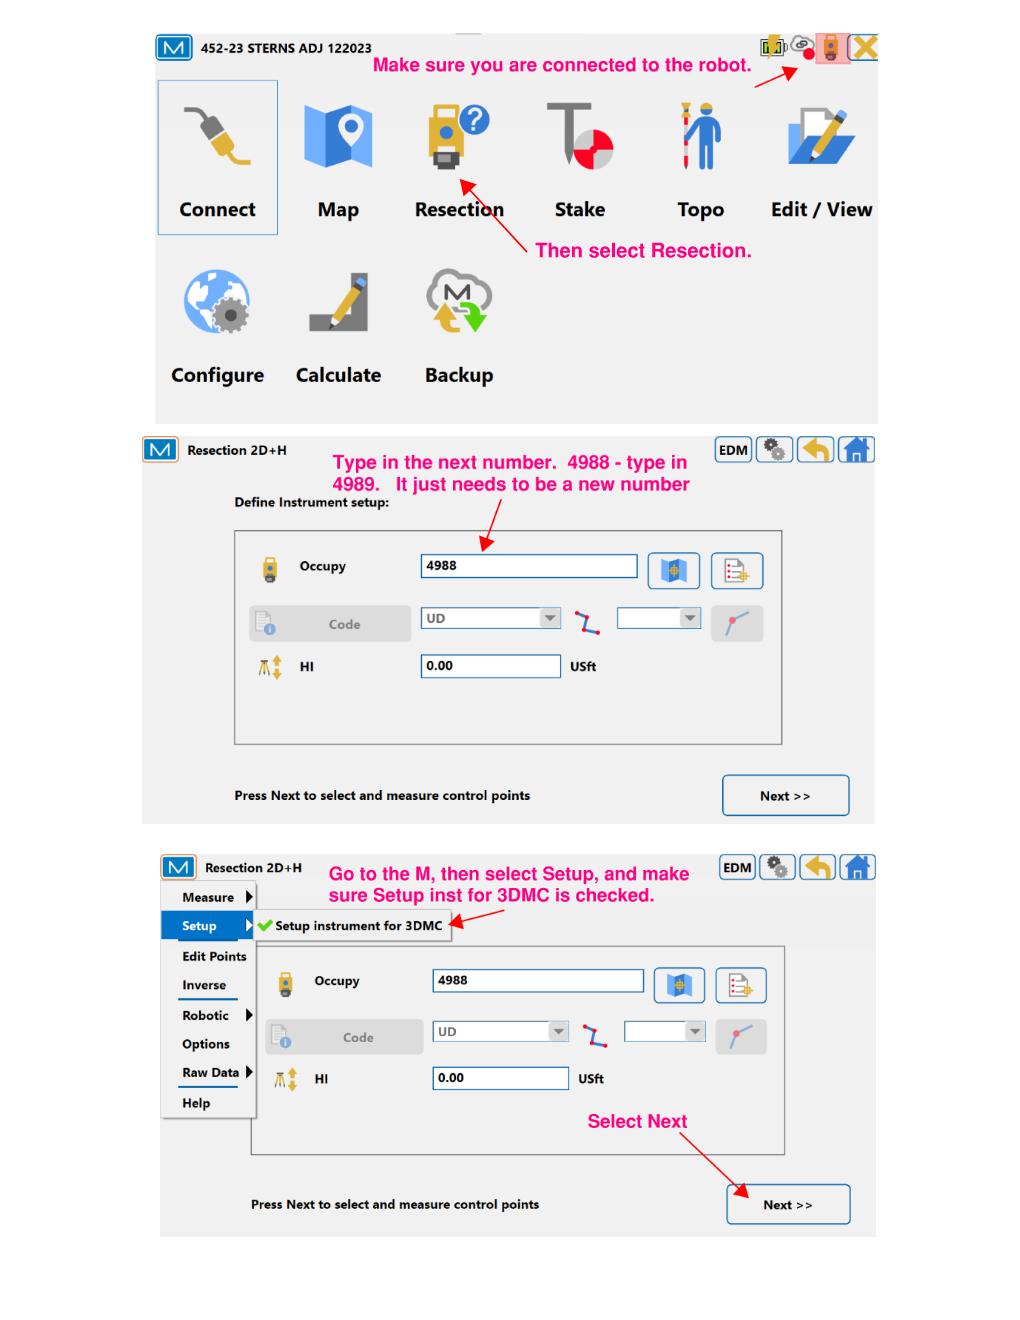 452-23 STERNS ADJ 122023
Make sure you are connected to the robot.
Connect
Map
Resection
Stake
Topo
Edit / View
Then select Resection.
Configure
Calculate
Backup
Resection 2D+H
EDM
Type in the next number. 4988 - type in
4989. It just needs to be a new number
Define Instrument setup:
Occupy
4988
Code
UD
HI
0.00
USft
Press Next to select and measure control points
Next >>
Resection 2D+H
EDM
Go to the M, then select Setup, and make
sure Setup inst for 3DMC is checked.
Measure
Setup
Setup instrument for 3DMC
Edit Points
Inverse
Robotic
Options
Raw Data
Help
Occupy
4988
Code
UD
HI
0.00
USft
Select Next
Press Next to select and measure control points
Next >>